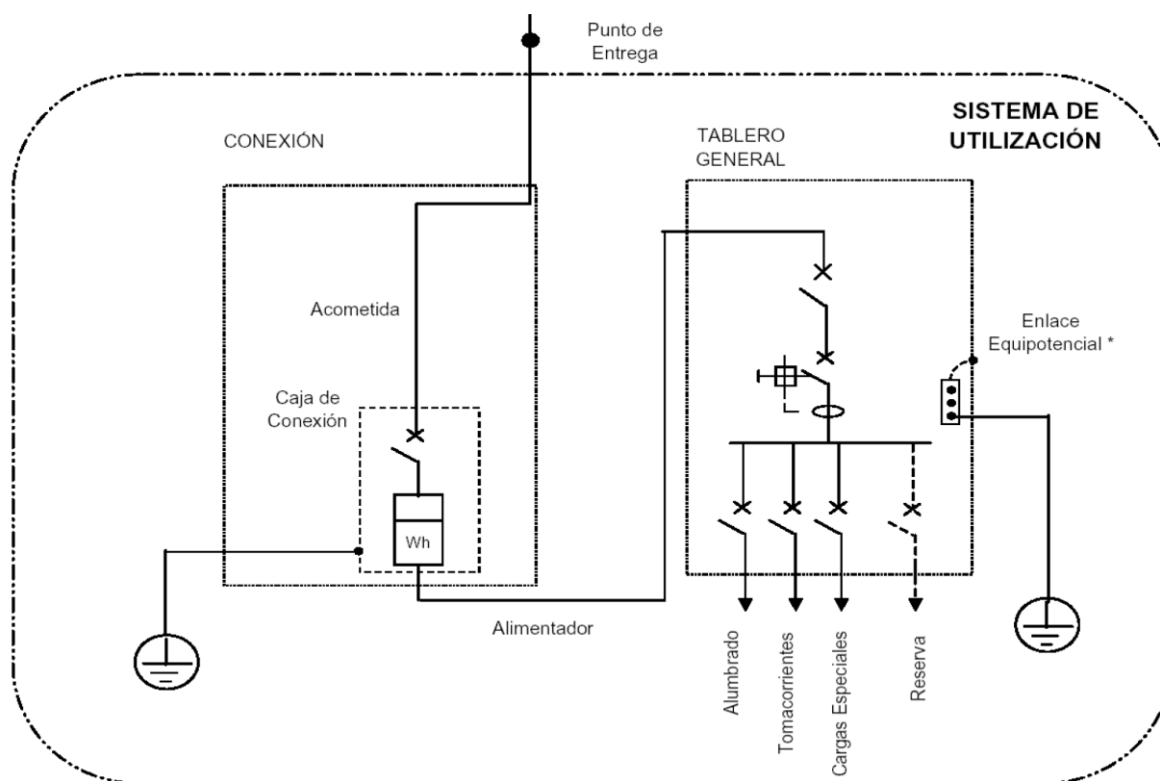 Punto de
Entrega
SISTEMA DE
UTILIZACIÓN
CONEXIÓN
TABLERO
GENERAL
Acometida
Enlace
Equipotencial *
Caja de
Conexión
Wh
Alimentador
Alumbrado
Tomacorrientes
Cargas Especiales
Reserva